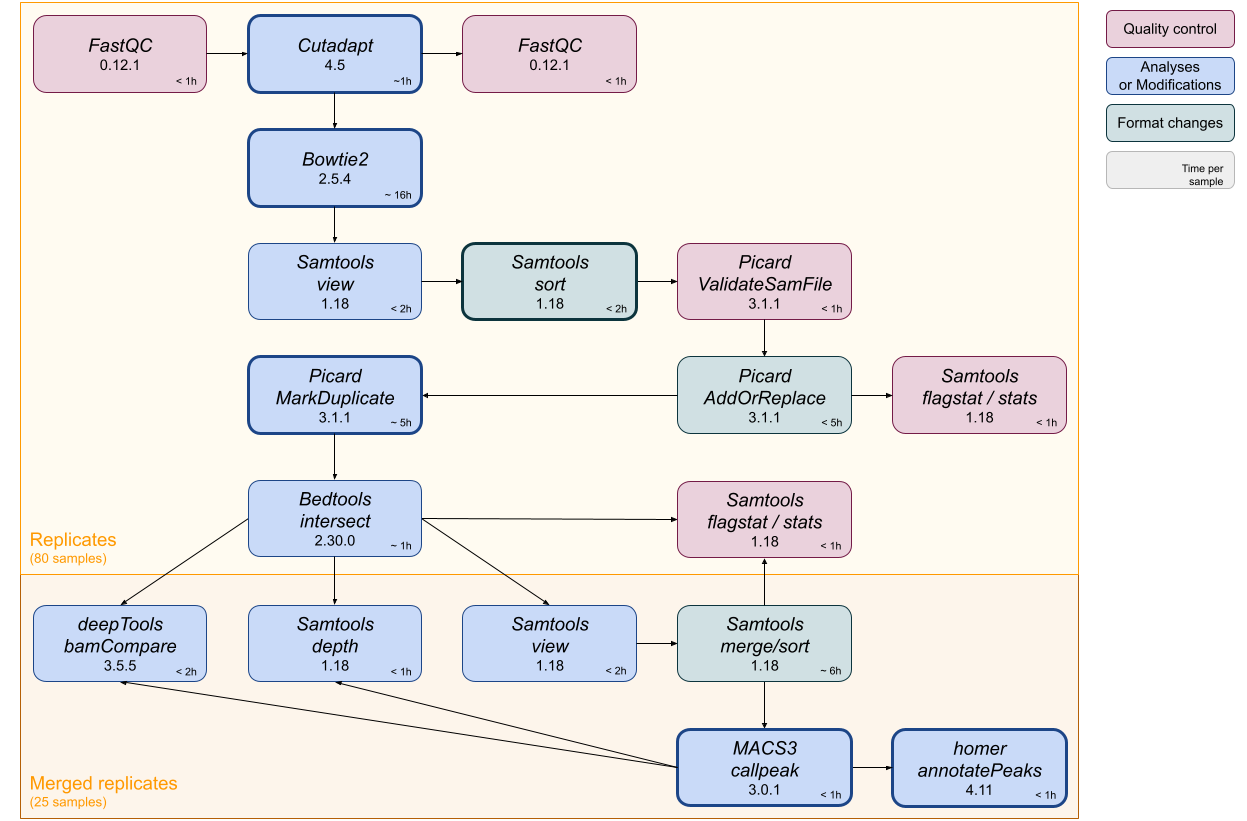 FastQC
0.12.1
< 1h
Cutadapt
4.5
~1h
FastQC
0.12.1
< 1h
Quality control
Analyses
or Modifications
Format changes
Time per
sample
Bowtie2
2.5.4
~ 16h
Samtools
view
1.18
< 2h
Samtools
sort
1.18
< 2h
Picard
ValidateSamFile
3.1.1
< 1h
Picard
MarkDuplicate
3.1.1
~ 5h
Picard
AddOrReplace
3.1.1
< 5h
Samtools
flagstat / stats
1.18
< 1h
Bedtools
intersect
2.30.0
~ 1h
Samtools
flagstat / stats
1.18
< 1h
Replicates
(80 samples)
deepTools
bamCompare
3.5.5
< 2h
Samtools
depth
1.18
< 1h
Samtools
view
1.18
< 2h
Samtools
merge/sort
1.18
~ 6h
MACS3
callpeak
3.0.1
< 1h
homer
annotatePeaks
4.11
< 1h
Merged replicates
(25 samples)